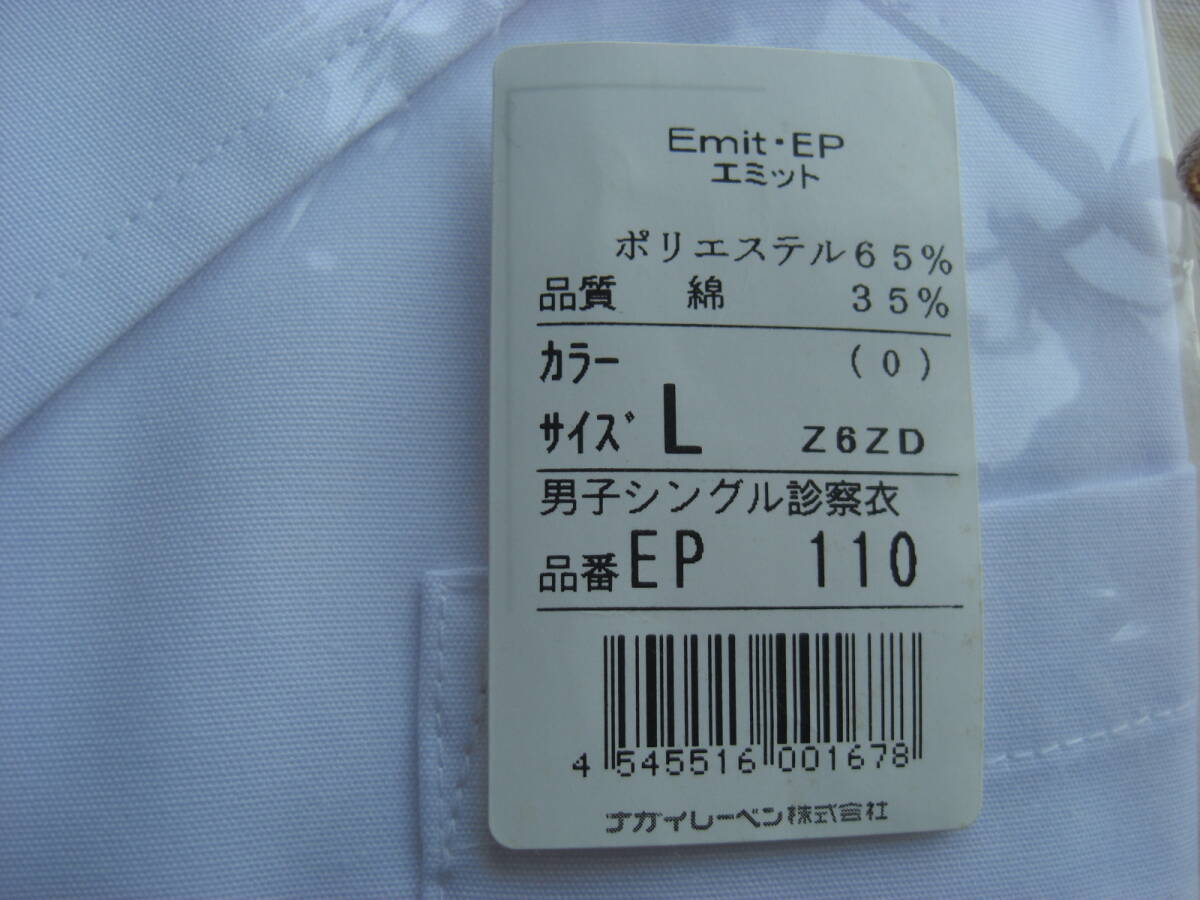 Emit・EP
エミット
ポリエステル65%
品質 綿 35%
カラー (0)
サイズ L Z6ZD
男子シングル診察衣
品番EP 110
4 545516 001678
ナガイレーベン株式会社